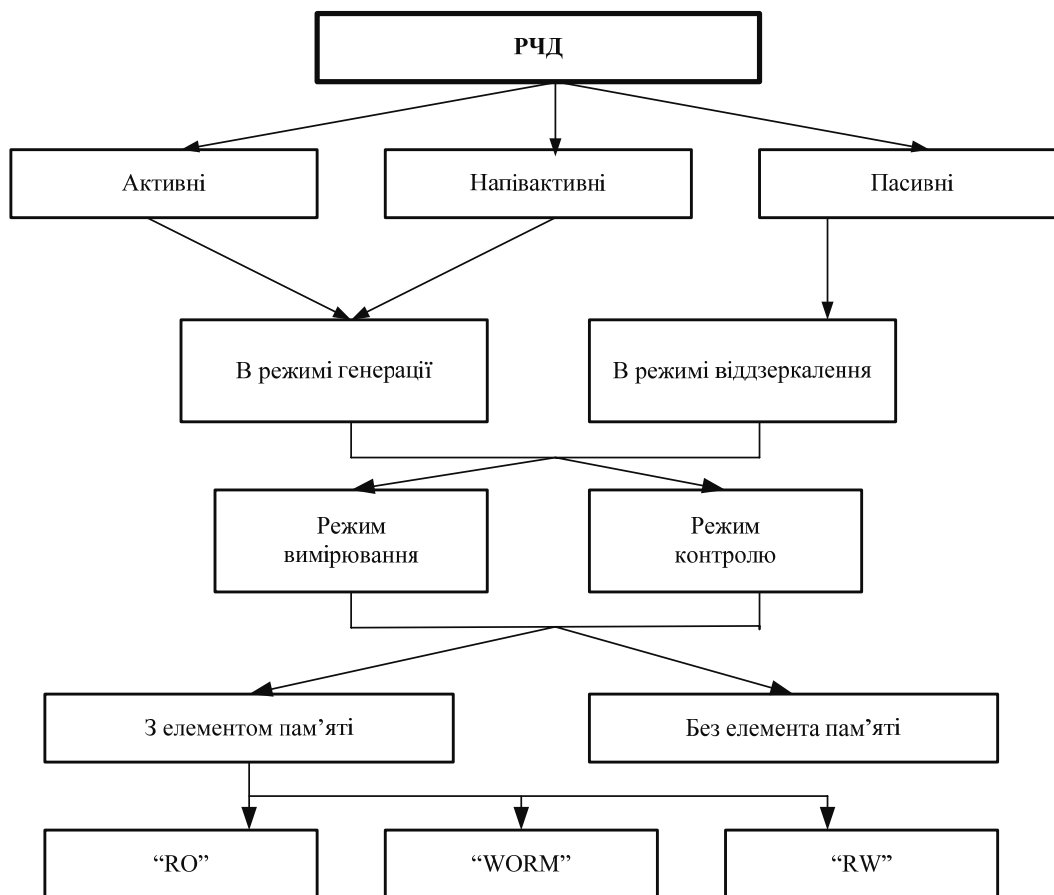 РЧД
Активні
Напівактивні
Пасивні
В режимі генерації
В режимі віддзеркалення
Режим
вимірювання
Режим
контролю
З елементом пам’яті
Без елемента пам’яті
“RO”
“WORM”
“RW”